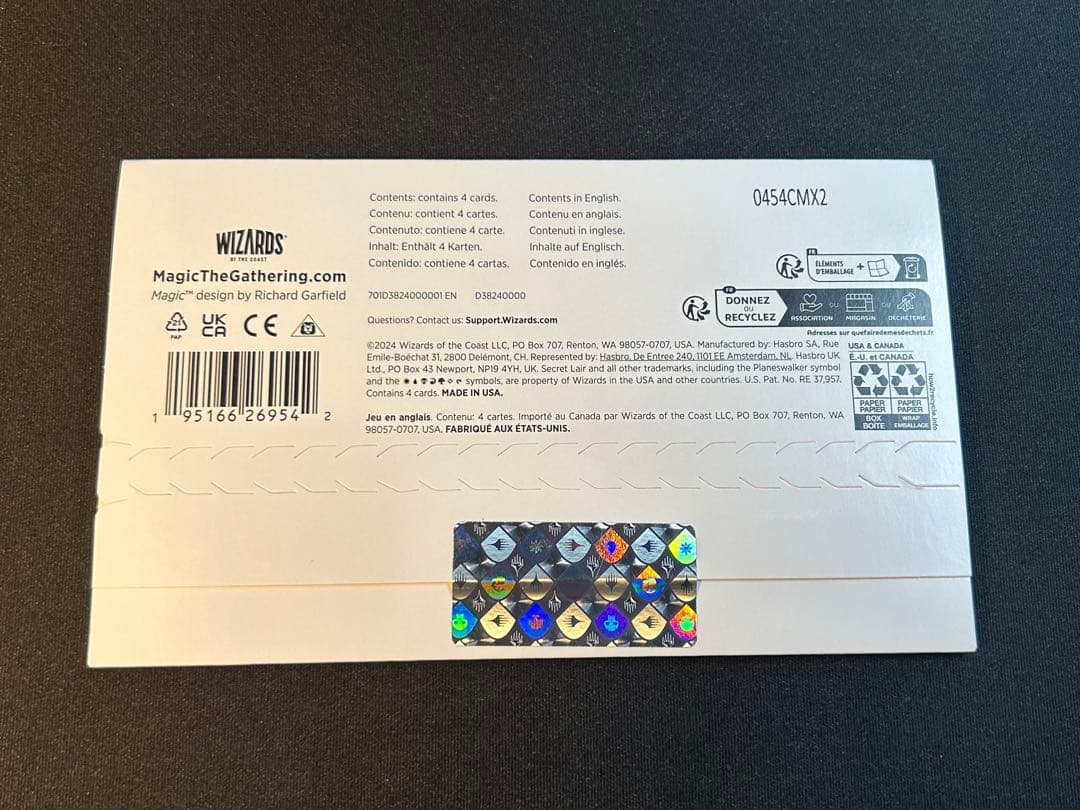 WIZARDS
OF THE COAST
MagicTheGathering.com
Magic™ design by Richard Garfield
21
PAP
UK
CA
CE
1 95166 26954 2
Contents: contains 4 cards.
Contenu: contient 4 cartes.
Contenuto: contiene 4 carte.
Inhalt: Enthält 4 Karten.
Contenido: contiene 4 cartas.
Contents in English.
Contenu en anglais.
Contenuti in inglese.
Inhalte auf Englisch.
Contenido en inglés.
701D3824000001 EN D38240000
Questions? Contact us: Support.Wizards.com
©2024 Wizards of the Coast LLC, PO Box 707, Renton, WA 98057-0707, USA. Manufactured by: Hasbro SA, Rue
Emile-Boéchat 31, 2800 Delémont, CH. Represented by: Hasbro, De Entree 240, 1101 EE Amsterdam, NL. Hasbro UK
Ltd., PO Box 43 Newport, NP19 4YH, UK. Secret Lair and all other trademarks, including the Planeswalker symbol
and the symbols, are property of Wizards in the USA and other countries. U.S. Pat. No. RE 37,957.
Contains 4 cards. MADE IN USA.
Jeu en anglais. Contenu: 4 cartes. Importé au Canada par Wizards of the Coast LLC, PO Box 707, Renton, WA
98057-0707, USA. FABRIQUÉ AUX ÉTATS-UNIS.
0454CMX2
FR
ÉLÉMENTS
D'EMBALLAGE +
FR
DONNEZ
OU
RECYCLEZ
ASSOCIATION OU MAGASIN OU DÉCHÈTERIE
Adresses sur quefairedemesdechets.fr
USA & CANADA
É.-U. et CANADA
PAPER
PAPIER
BOX
BOÎTE
PAPER
PAPIER
WRAP
EMBALLAGE
how2recycle.info